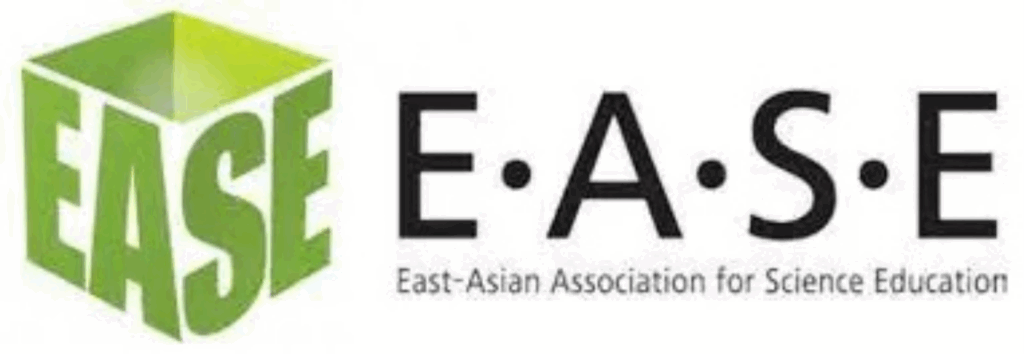 EASE
E·A·S·E
East-Asian Association for Science Education